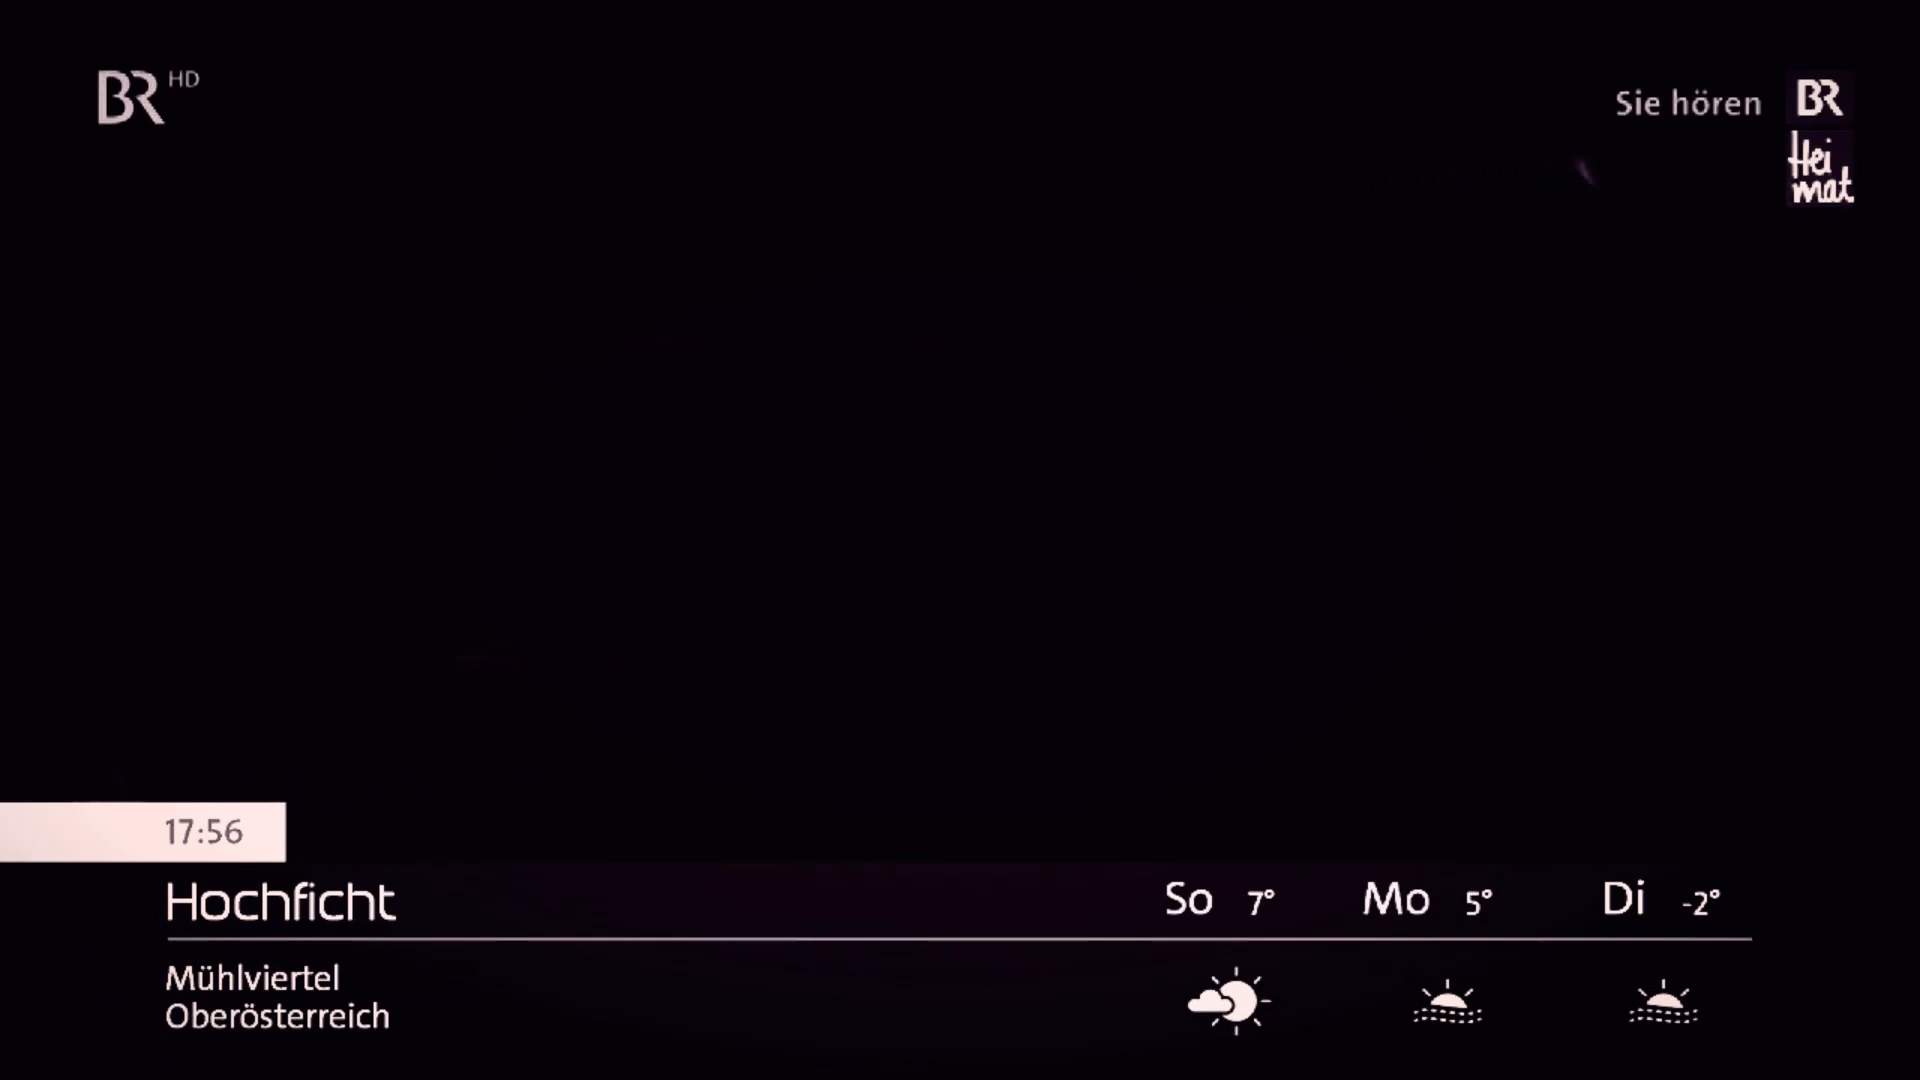 BR HD
Sie hören BR
Hei
mat
17:56
Hochficht
So 7° Mo 5° Di -2°
Mühlviertel
Oberösterreich